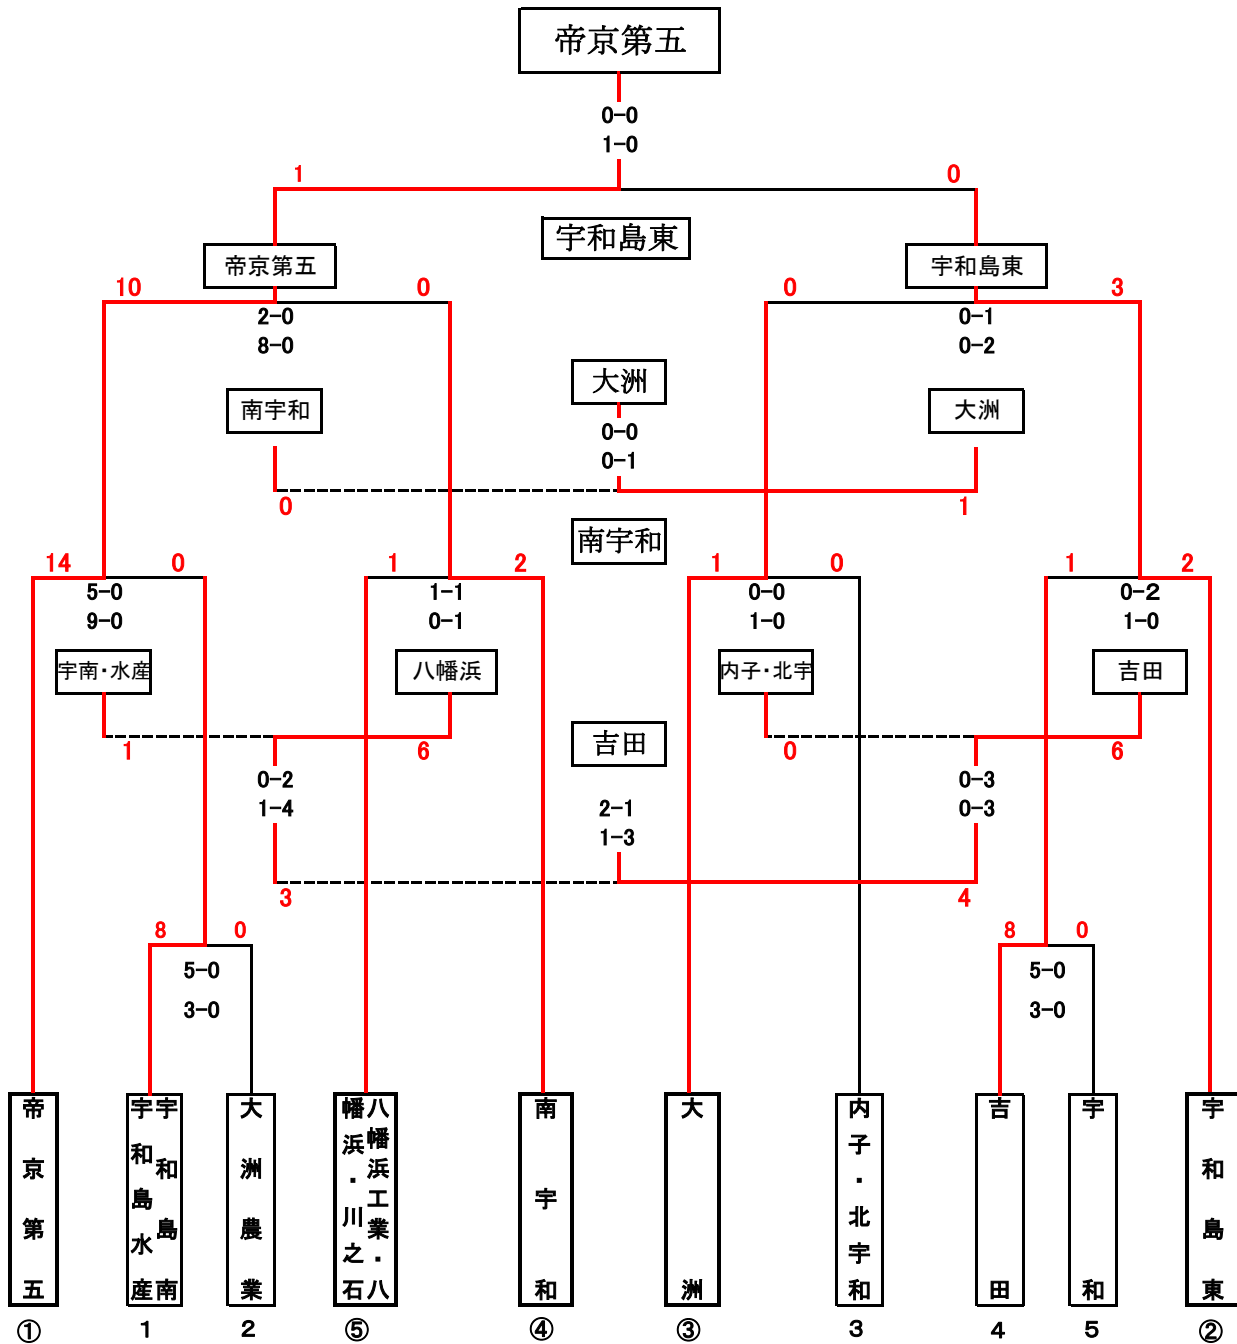 帝京第五
0-0
1-0
1
0
宇和島東
帝京第五
宇和島東
10
0
0
3
2-0
8-0
0-1
0-2
大洲
南宇和
大洲
0-0
0-1
0
1
南宇和
14
0
1
2
1
0
1
2
5-0
9-0
1-1
0-1
0-0
1-0
0-2
1-0
宇南・水産
八幡浜
内子・北宇
吉田
吉田
1
6
0
6
0-2
1-4
2-1
1-3
0-3
0-3
3
4
8
0
8
0
5-0
3-0
5-0
3-0
帝京第五
宇和島南
宇和島水産
大洲農業
八幡浜工業・八
幡浜・川之石
南宇和
大洲
内子・北宇和
吉田
宇和
宇和島東
①
1
2
⑤
④
③
3
4
5
②